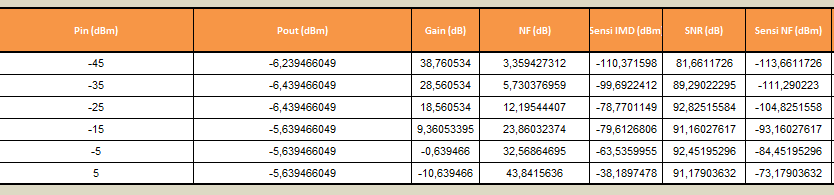 Pin (dBm) Pout (dBm) Gain (dB) NF (dB) Sensi IMD (dBm SNR (dB) Sensi NF (dBm)
-45 -6,239466049 38,760534 3,359427312 -110,371598 81,6611726 -113,6611726
-35 -6,439466049 28,560534 5,730376959 -99,6922412 89,29022295 -111,290223
-25 -6,439466049 18,560534 12,19544407 -78,7701149 92,82515584 -104,8251558
-15 -5,639466049 9,36053395 23,86032374 -79,6126806 91,16027617 -93,16027617
-5 -5,639466049 -0,639466 32,56864695 -63,5359955 92,45195296 -84,45195296
5 -5,639466049 -10,639466 43,8415636 -38,1897478 91,17903632 -73,17903632